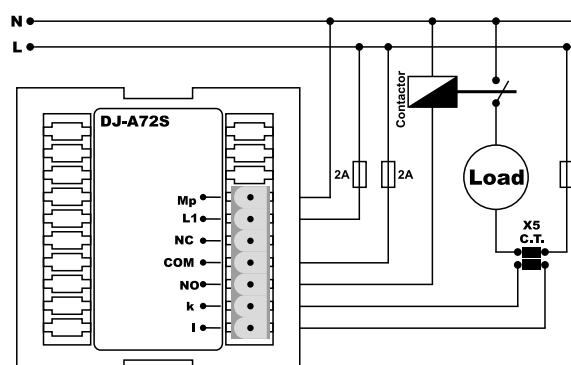 N
L
DJ-A72S
Contactor
2A
2A
Load
Mp
L1
NC
COM
NO
k
l
X5
C.T.